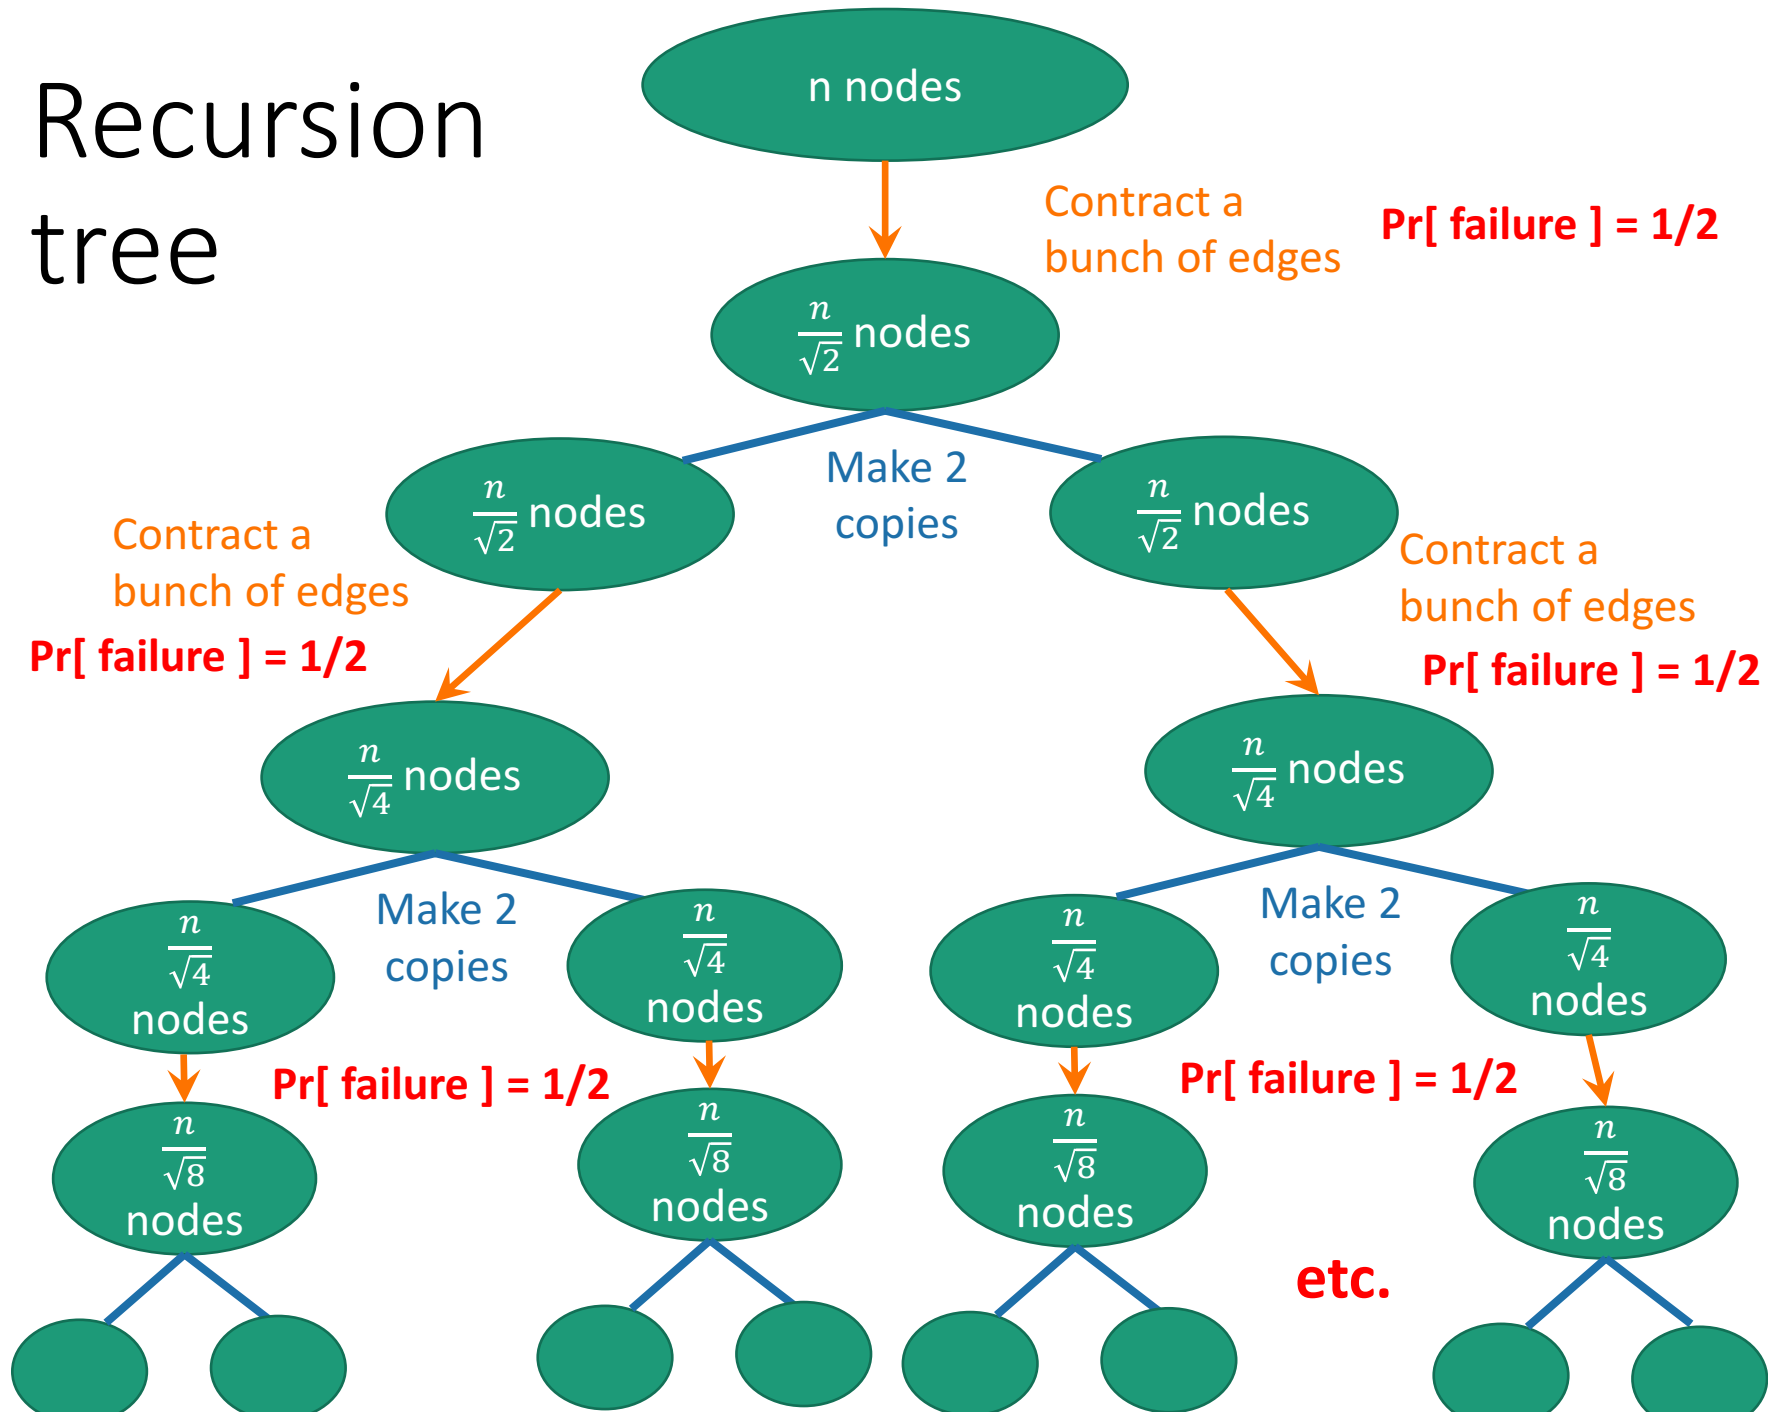 Recursion
tree
n nodes
Contract a
bunch of edges
Pr[ failure ] = 1/2
n/√2 nodes
Make 2
copies
n/√2 nodes
n/√2 nodes
Contract a
bunch of edges
Pr[ failure ] = 1/2
Contract a
bunch of edges
Pr[ failure ] = 1/2
n/√4 nodes
n/√4 nodes
Make 2
copies
Make 2
copies
n/√4
nodes
n/√4
nodes
n/√4
nodes
n/√4
nodes
Pr[ failure ] = 1/2
Pr[ failure ] = 1/2
n/√8
nodes
n/√8
nodes
n/√8
nodes
n/√8
nodes
etc.